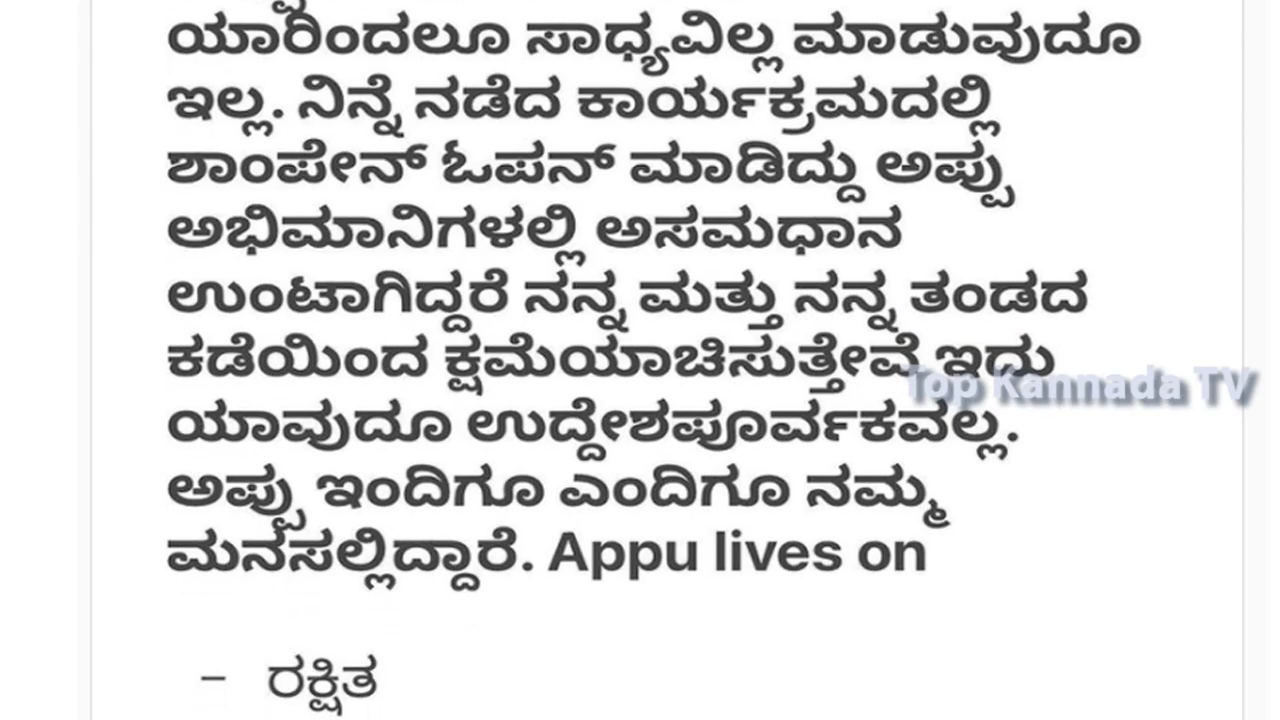 ಯಾರಿಂದಲೂ ಸಾಧ್ಯವಿಲ್ಲ ಮಾಡುವುದೂ
ಇಲ್ಲ. ನಿನ್ನೆ ನಡೆದ ಕಾರ್ಯಕ್ರಮದಲ್ಲಿ
ಶಾಂಪೇನ್ ಓಪನ್ ಮಾಡಿದ್ದು ಅಪ್ಪು
ಅಭಿಮಾನಿಗಳಲ್ಲಿ ಅಸಮಧಾನ
ಉಂಟಾಗಿದ್ದರೆ ನನ್ನ ಮತ್ತು ನನ್ನ ತಂಡದ
ಕಡೆಯಿಂದ ಕ್ಷಮೆಯಾಚಿಸುತ್ತೇವೆ ಇದು
Top Kannada TV
ಯಾವುದೂ ಉದ್ದೇಶಪೂರ್ವಕವಲ್ಲ.
ಅಪ್ಪು ಇಂದಿಗೂ ಎಂದಿಗೂ ನಮ್ಮ
ಮನಸಲ್ಲಿದ್ದಾರೆ. Appu lives on
– ರಕ್ಷಿತ